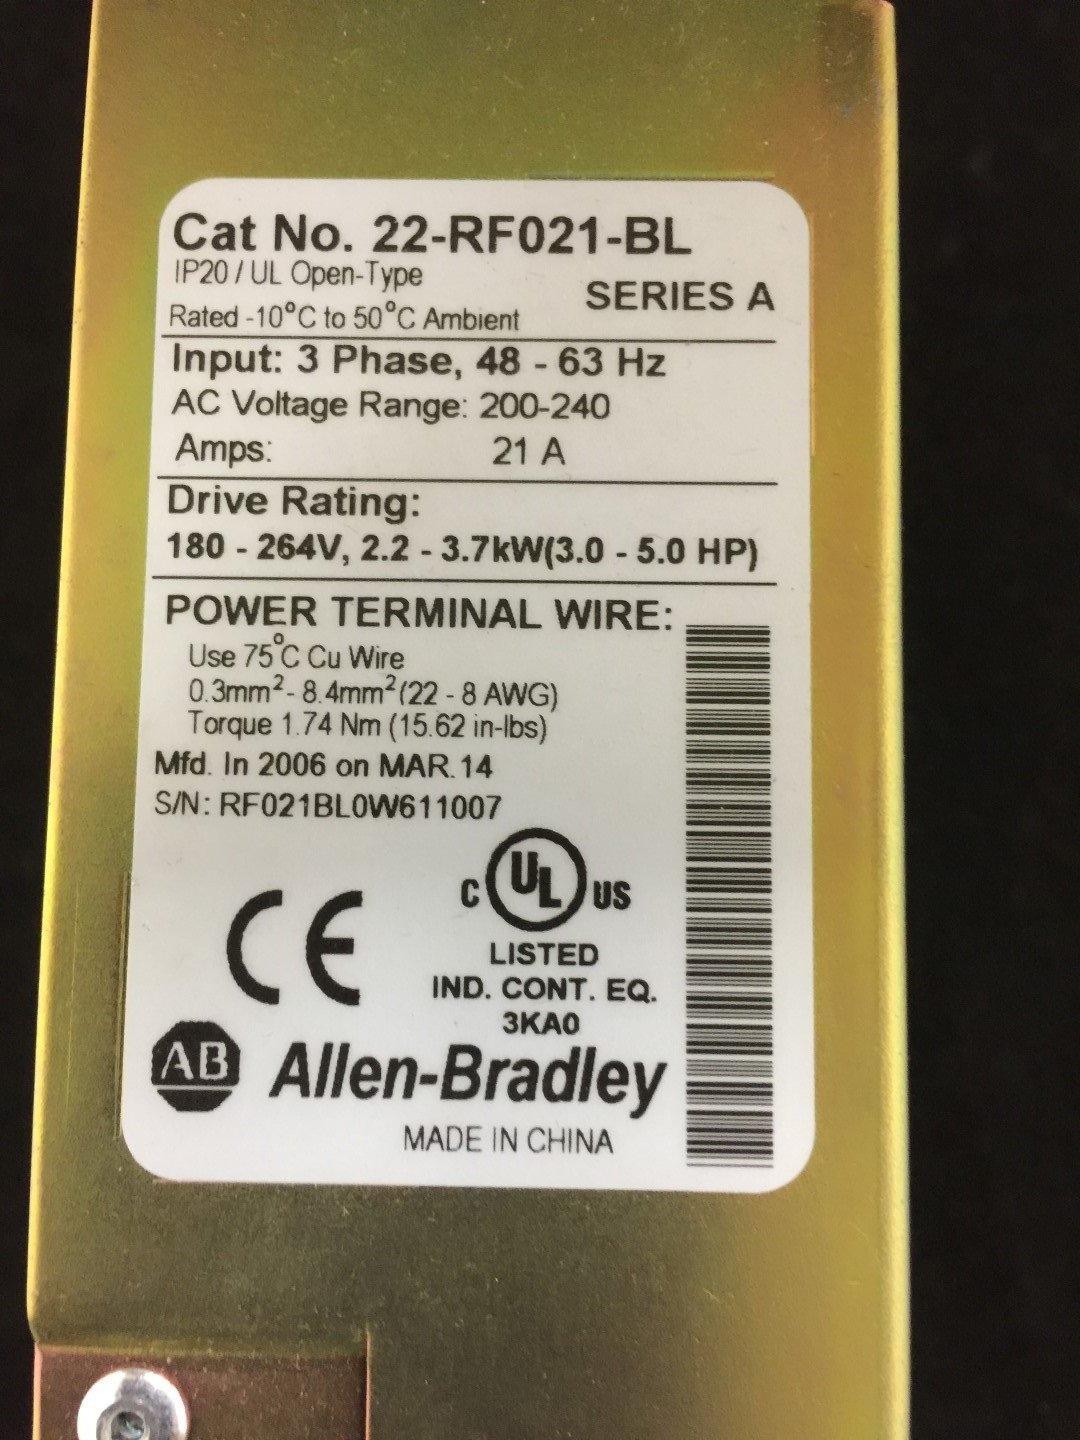 Cat No. 22-RF021-BL
IP20 / UL Open-Type
SERIES A
Rated -10°C to 50°C Ambient
Input: 3 Phase, 48 - 63 Hz
AC Voltage Range: 200-240
Amps: 21 A
Drive Rating:
180 - 264V, 2.2 - 3.7kW(3.0 - 5.0 HP)
POWER TERMINAL WIRE:
Use 75°C Cu Wire
0.3mm² - 8.4mm² (22 - 8 AWG)
Torque 1.74 Nm (15.62 in-lbs)
Mfd. In 2006 on MAR. 14
S/N: RF021BL0W611007
C UL US
LISTED
IND. CONT. EQ.
3KA0
CE
AB Allen-Bradley
MADE IN CHINA